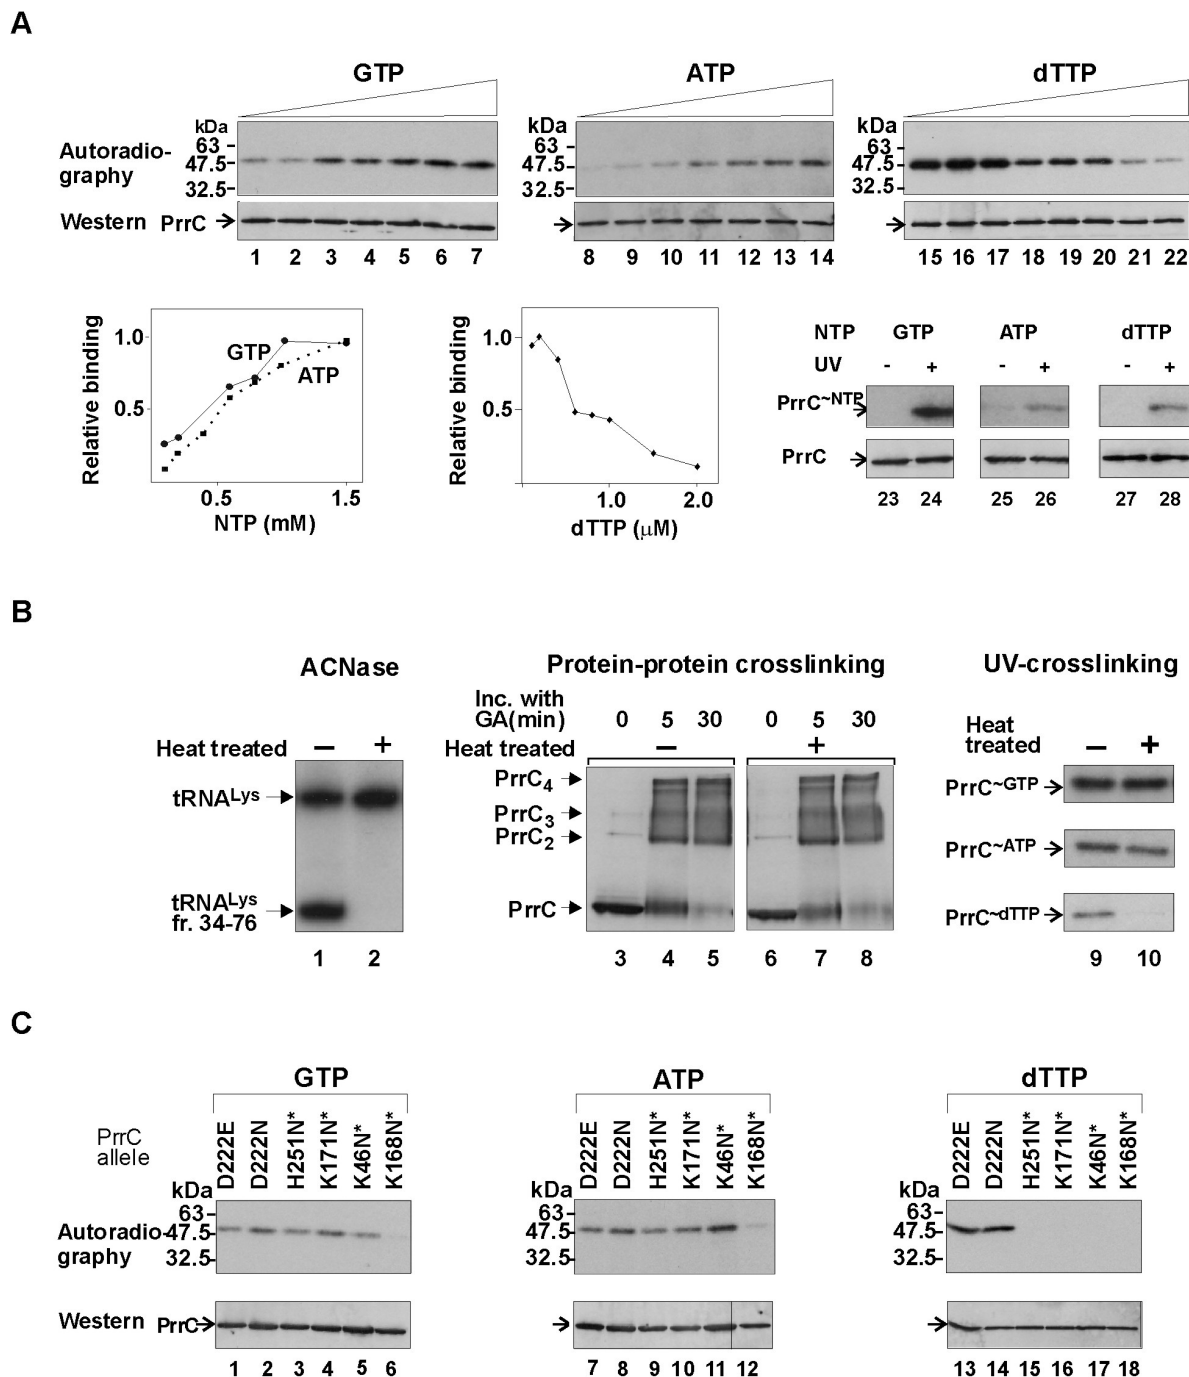 A
GTP ATP dTTP
kDa kDa kDa
Autoradio-
graphy
63 –
47.5 –
32.5 –
63 –
47.5 –
32.5 –
63 –
47.5 –
32.5 –
Western PrrC
1 2 3 4 5 6 7 8 9 10 11 12 13 14 15 16 17 18 19 20 21 22
Relative binding
1.0
0.5
GTP
ATP
0.5 1.5
NTP (mM)
Relative binding
1.0
0.5
1.0 2.0
dTTP (μM)
NTP GTP ATP dTTP
UV - + - + - +
PrrC~NTP
PrrC
23 24 25 26 27 28
B
ACNase
Heat treated – +
tRNALys
tRNALys
fr. 34-76
1 2
Protein-protein crosslinking
Inc. with
GA(min) 0 5 30 0 5 30
Heat treated – +
PrrC4
PrrC3
PrrC2
PrrC
3 4 5 6 7 8
UV-crosslinking
Heat
treated – +
PrrC~GTP
PrrC~ATP
PrrC~dTTP
9 10
C
GTP ATP dTTP
PrrC
allele
D222E D222N H251N* K171N* K46N* K168N*
D222E D222N H251N* K171N* K46N* K168N*
D222E D222N H251N* K171N* K46N* K168N*
kDa kDa kDa
Autoradio-
graphy
63–
47.5–
32.5–
63–
47.5–
32.5–
63–
47.5–
32.5–
Western PrrC
1 2 3 4 5 6 7 8 9 10 11 12 13 14 15 16 17 18